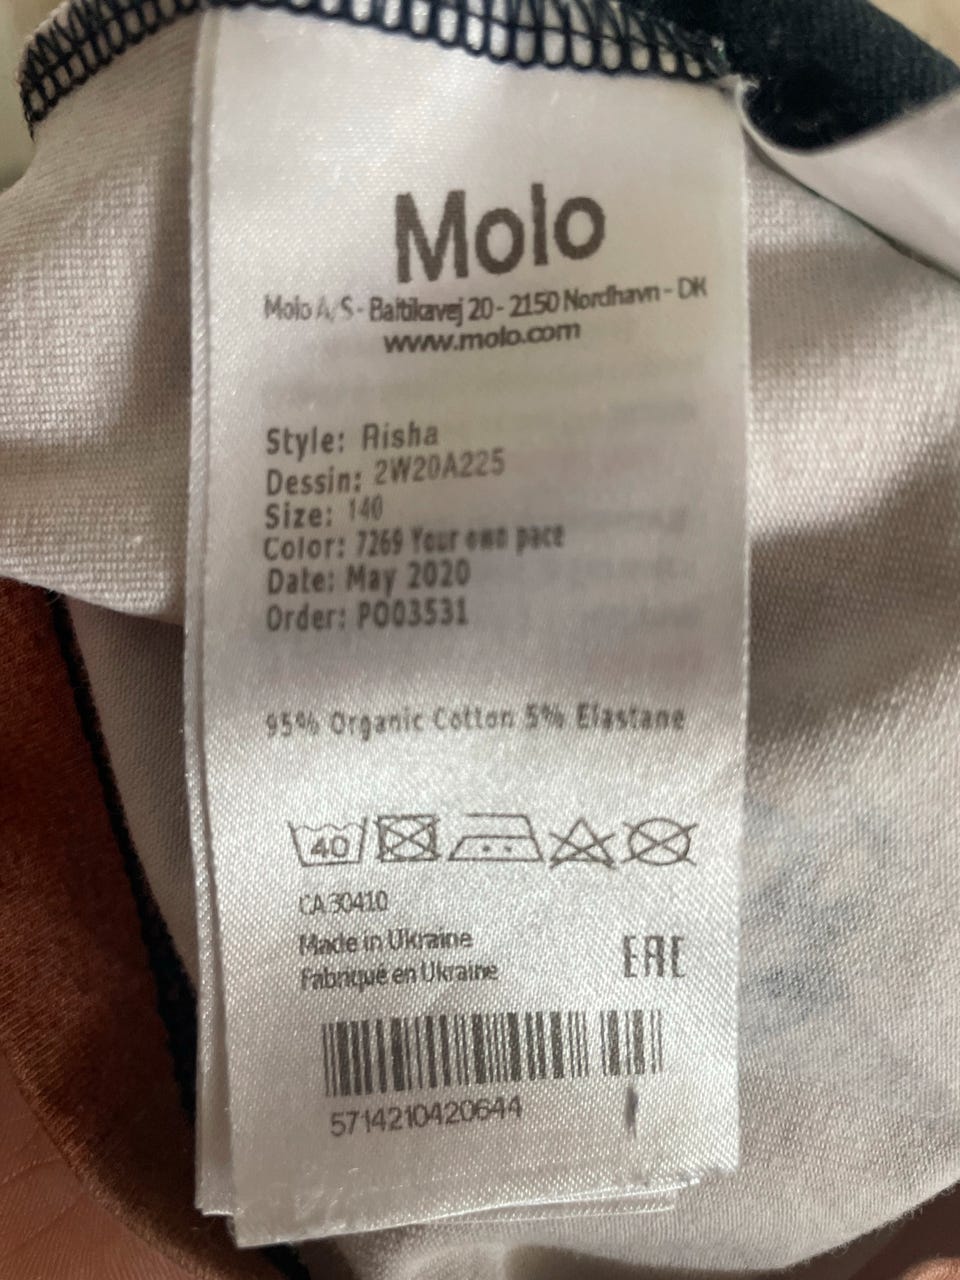 Molo
Molo A/S - Baltikavej 20 - 2150 Nordhavn - DK
www.molo.com
Style: Risha
Dessin: 2W20A225
Size: 140
Color: 7269 Your own pace
Date: May 2020
Order: PO03531
95% Organic Cotton 5% Elastane
40
CA 30410
Made in Ukraine
Fabriqué en Ukraine
EAC
5714210420644